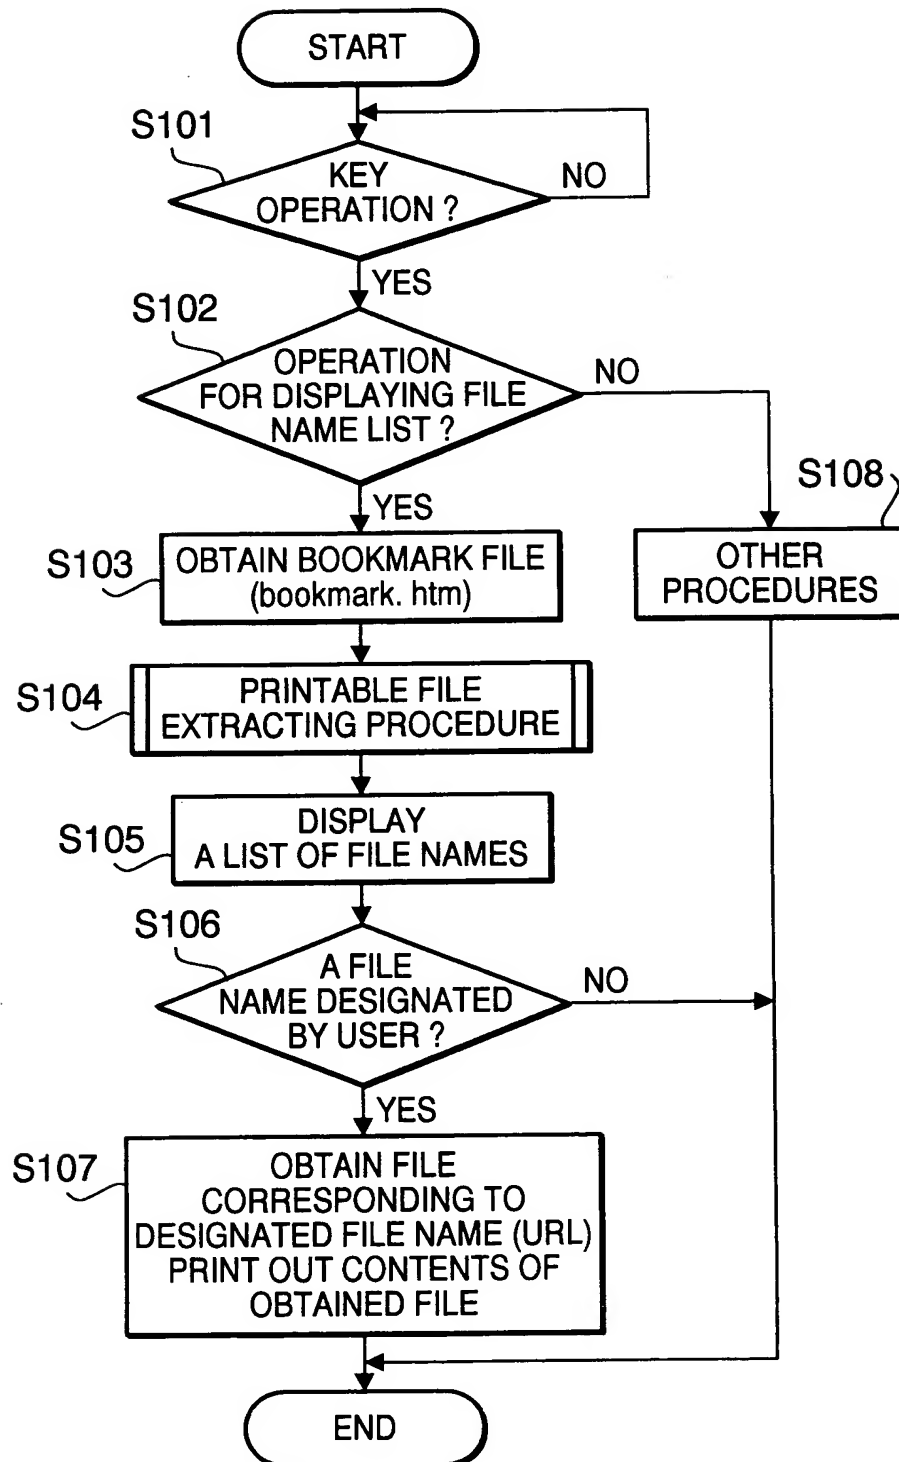 START
S101
KEY
OPERATION ?
NO
YES
S102
OPERATION
FOR DISPLAYING FILE
NAME LIST ?
NO
YES
S108
OTHER
PROCEDURES
S103
OBTAIN BOOKMARK FILE
(bookmark. htm)
S104
PRINTABLE FILE
EXTRACTING PROCEDURE
S105
DISPLAY
A LIST OF FILE NAMES
S106
A FILE
NAME DESIGNATED
BY USER ?
NO
YES
S107
OBTAIN FILE
CORRESPONDING TO
DESIGNATED FILE NAME (URL)
PRINT OUT CONTENTS OF
OBTAINED FILE
END